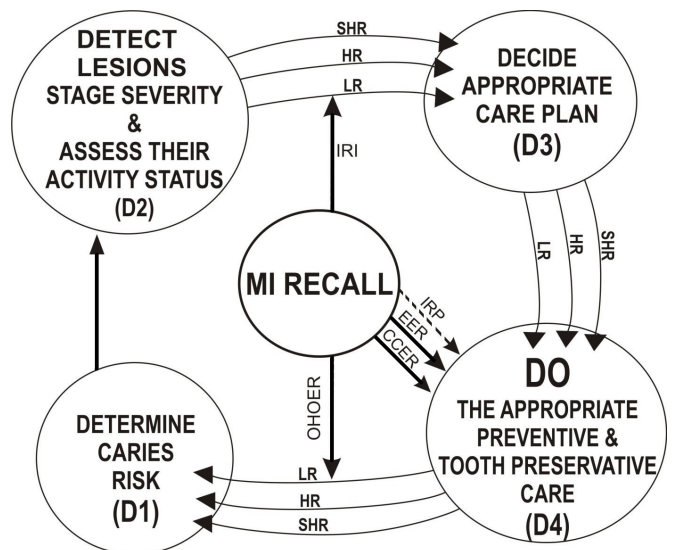 DETECT
LESIONS
STAGE SEVERITY
&
ASSESS THEIR
ACTIVITY STATUS
(D2)
SHR
HR
LR
DECIDE
APPROPRIATE
CARE PLAN
(D3)
IRI
LR
HR
SHR
MI RECALL
IRP
EER
CCER
OHOER
DO
THE APPROPRIATE
PREVENTIVE &
TOOTH PRESERVATIVE
CARE
(D4)
DETERMINE
CARIES
RISK
(D1)
LR
HR
SHR